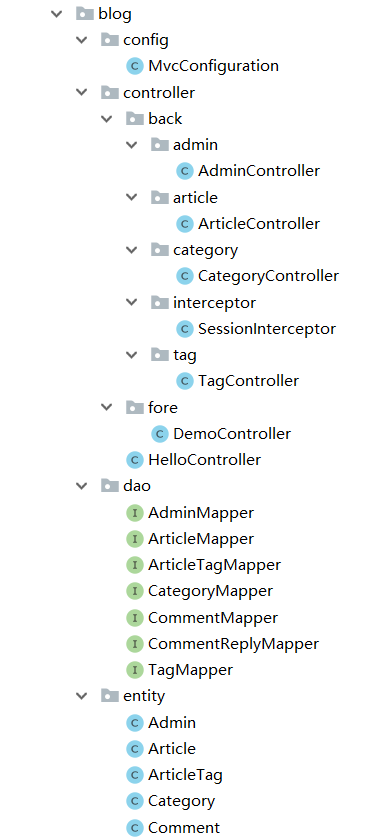 blog
config
C MvcConfiguration
controller
back
admin
C AdminController
article
C ArticleController
category
C CategoryController
interceptor
C SessionInterceptor
tag
C TagController
fore
C DemoController
C HelloController
dao
I AdminMapper
I ArticleMapper
I ArticleTagMapper
I CategoryMapper
I CommentMapper
I CommentReplyMapper
I TagMapper
entity
C Admin
C Article
C ArticleTag
C Category
C Comment